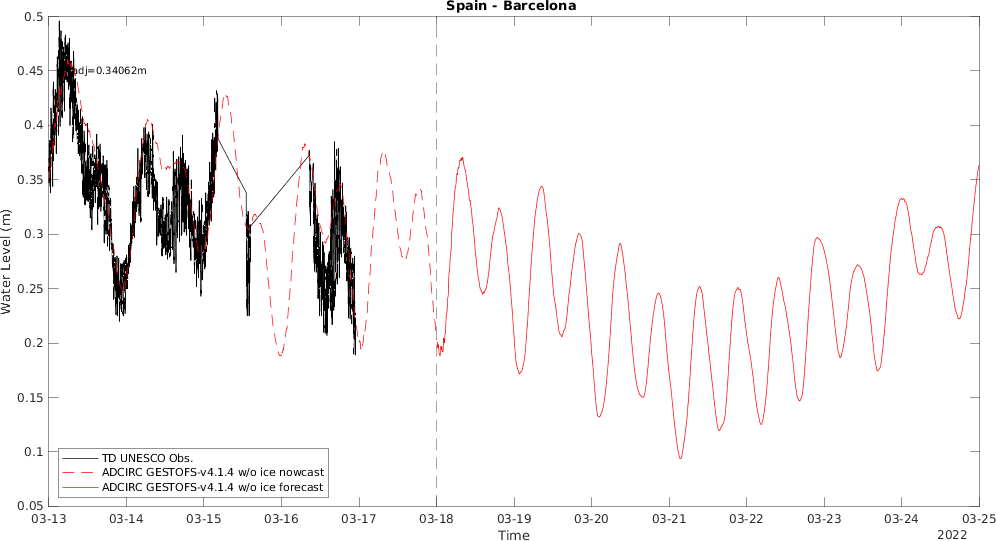 Spain - Barcelona
0.5
0.45
0.4
0.35
0.3
0.25
0.2
0.15
0.1
0.05
Water Level (m)
adj=0.34062m
TD UNESCO Obs.
ADCIRC GESTOFS-v4.1.4 w/o ice nowcast
ADCIRC GESTOFS-v4.1.4 w/o ice forecast
03-13 03-14 03-15 03-16 03-17 03-18 03-19 03-20 03-21 03-22 03-23 03-24 03-25
Time
2022